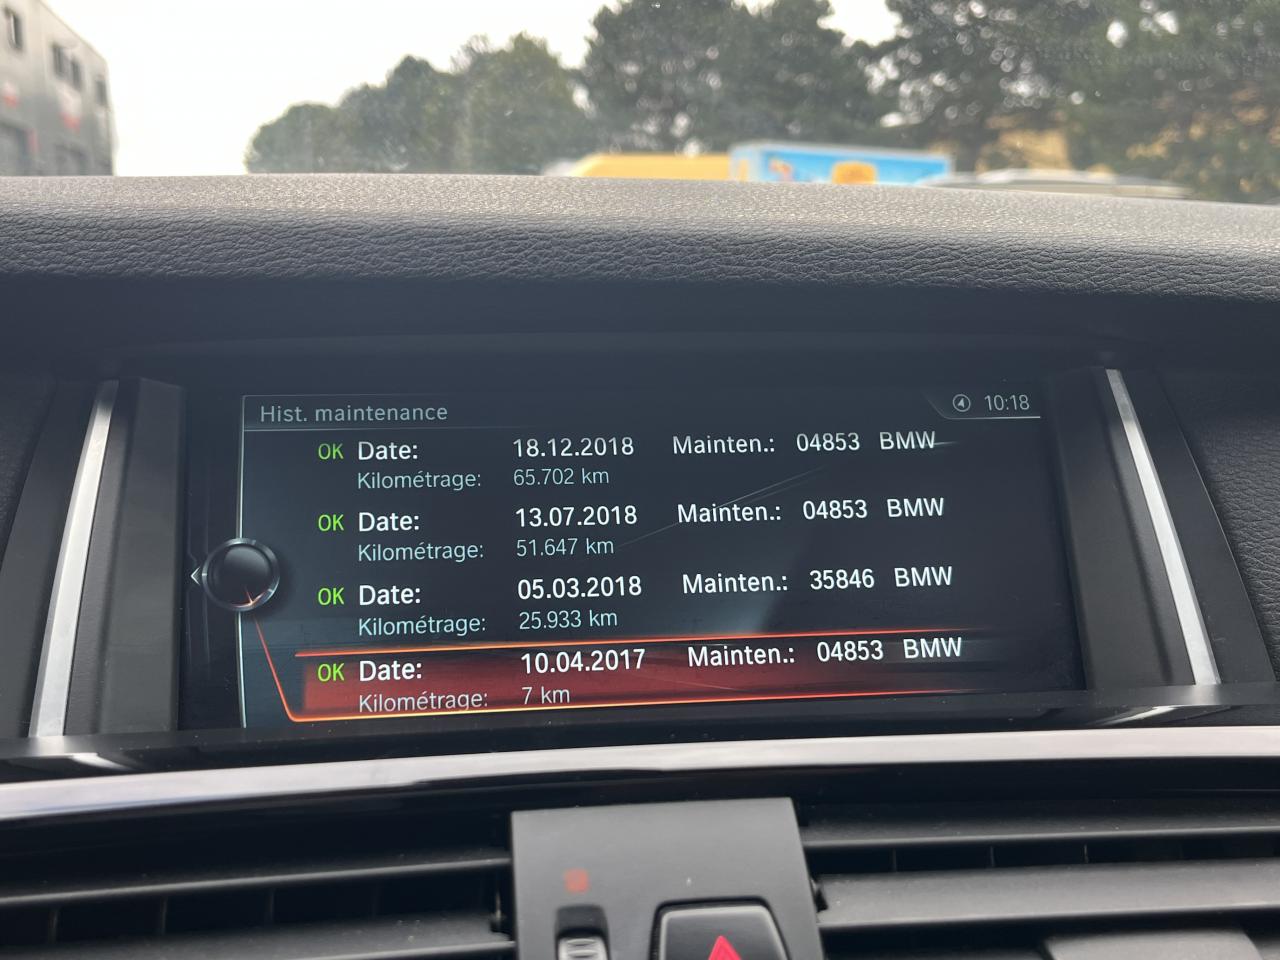 Hist. maintenance 10:18
OK Date: 18.12.2018 Mainten.: 04853 BMW
Kilométrage: 65.702 km
OK Date: 13.07.2018 Mainten.: 04853 BMW
Kilométrage: 51.647 km
OK Date: 05.03.2018 Mainten.: 35846 BMW
Kilométrage: 25.933 km
OK Date: 10.04.2017 Mainten.: 04853 BMW
Kilométrage: 7 km